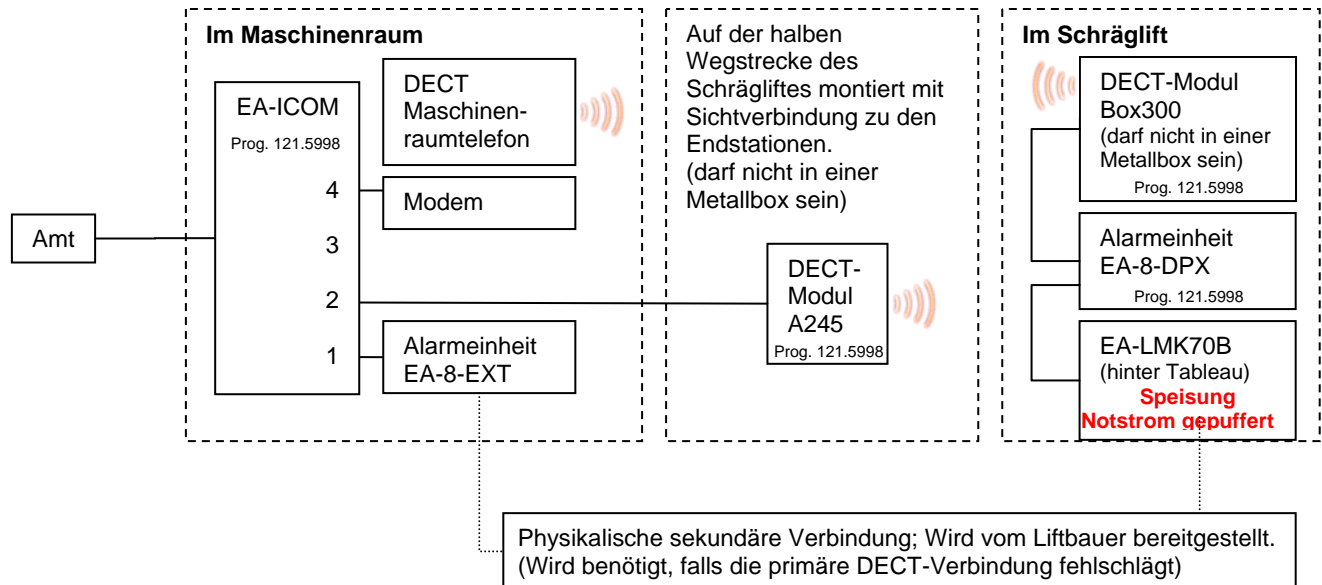 Amt
Im Maschinenraum
EA-ICOM
Prog. 121.5998
4
3
2
1
DECT
Maschinen-
raumtelefon
Modem
Alarmeinheit
EA-8-EXT
Auf der halben
Wegstrecke des
Schrägliftes montiert mit
Sichtverbindung zu den
Endstationen.
(darf nicht in einer
Metallbox sein)
DECT-
Modul
A245
Prog. 121.5998
Im Schräglift
DECT-Modul
Box300
(darf nicht in einer
Metallbox sein)
Prog. 121.5998
Alarmeinheit
EA-8-DPX
Prog. 121.5998
EA-LMK70B
(hinter Tableau)
Speisung
Notstrom gepuffert
Physikalische sekundäre Verbindung; Wird vom Liftbauer bereitgestellt.
(Wird benötigt, falls die primäre DECT-Verbindung fehlschlägt)